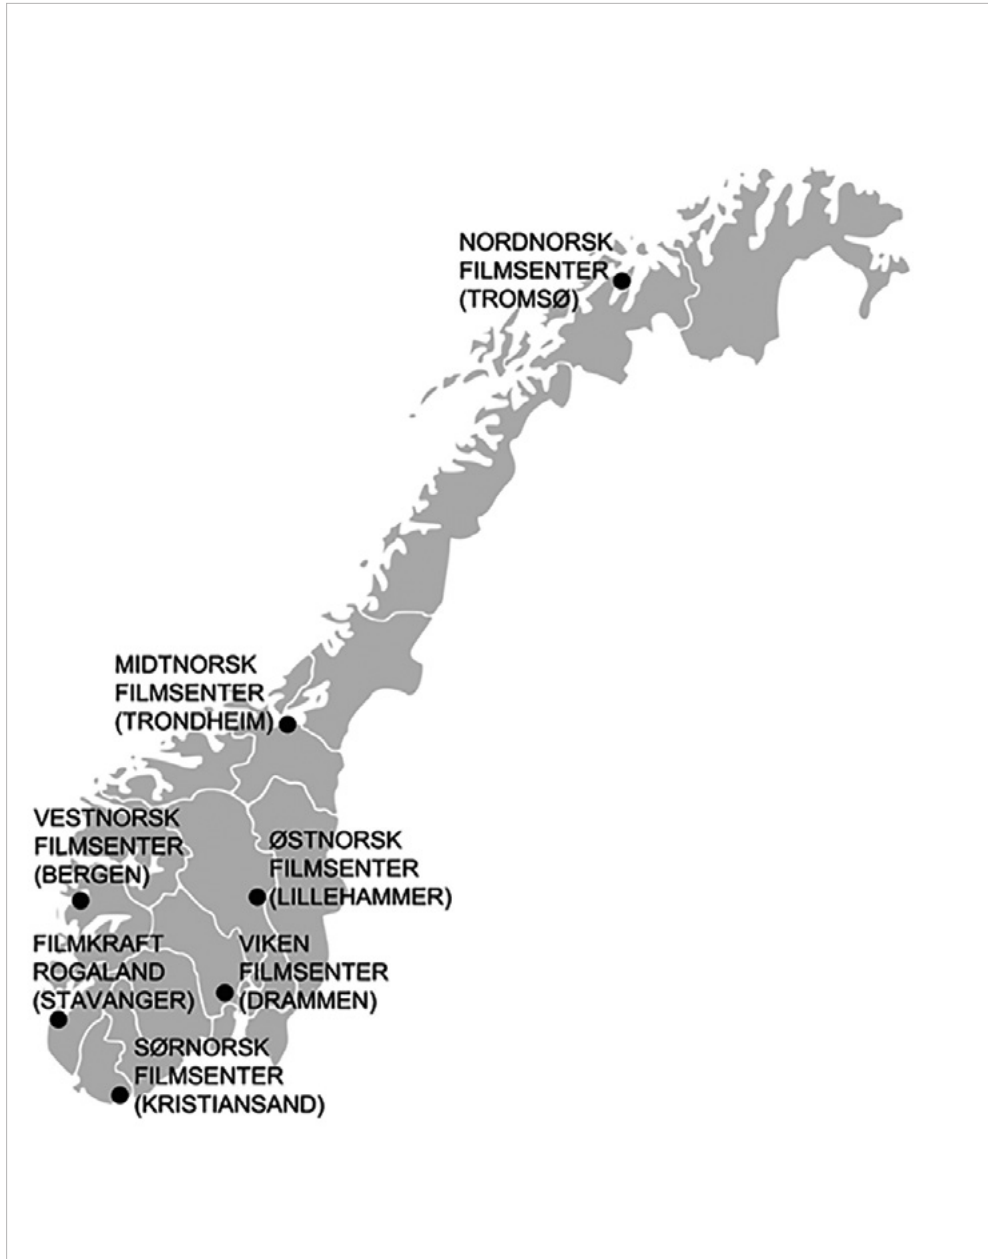 NORDNORSK
FILMSENTER
(TROMSØ)
MIDTNORSK
FILMSENTER
(TRONDHEIM)
VESTNORSK
FILMSENTER
(BERGEN)
ØSTNORSK
FILMSENTER
(LILLEHAMMER)
FILMKRAFT
ROGALAND
(STAVANGER)
VIKEN
FILMSENTER
(DRAMMEN)
SØRNORSK
FILMSENTER
(KRISTIANSAND)